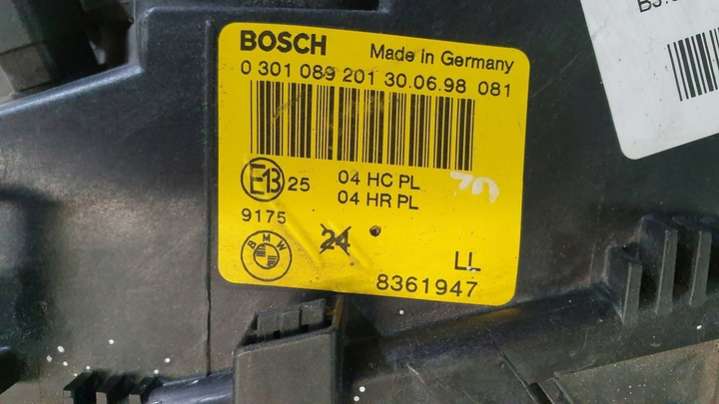 BOSCH Made in Germany
0 301 089 201 30.06.98 081
E13 25 04 HC PL
04 HR PL
9175
BMW 24 LL
8361947